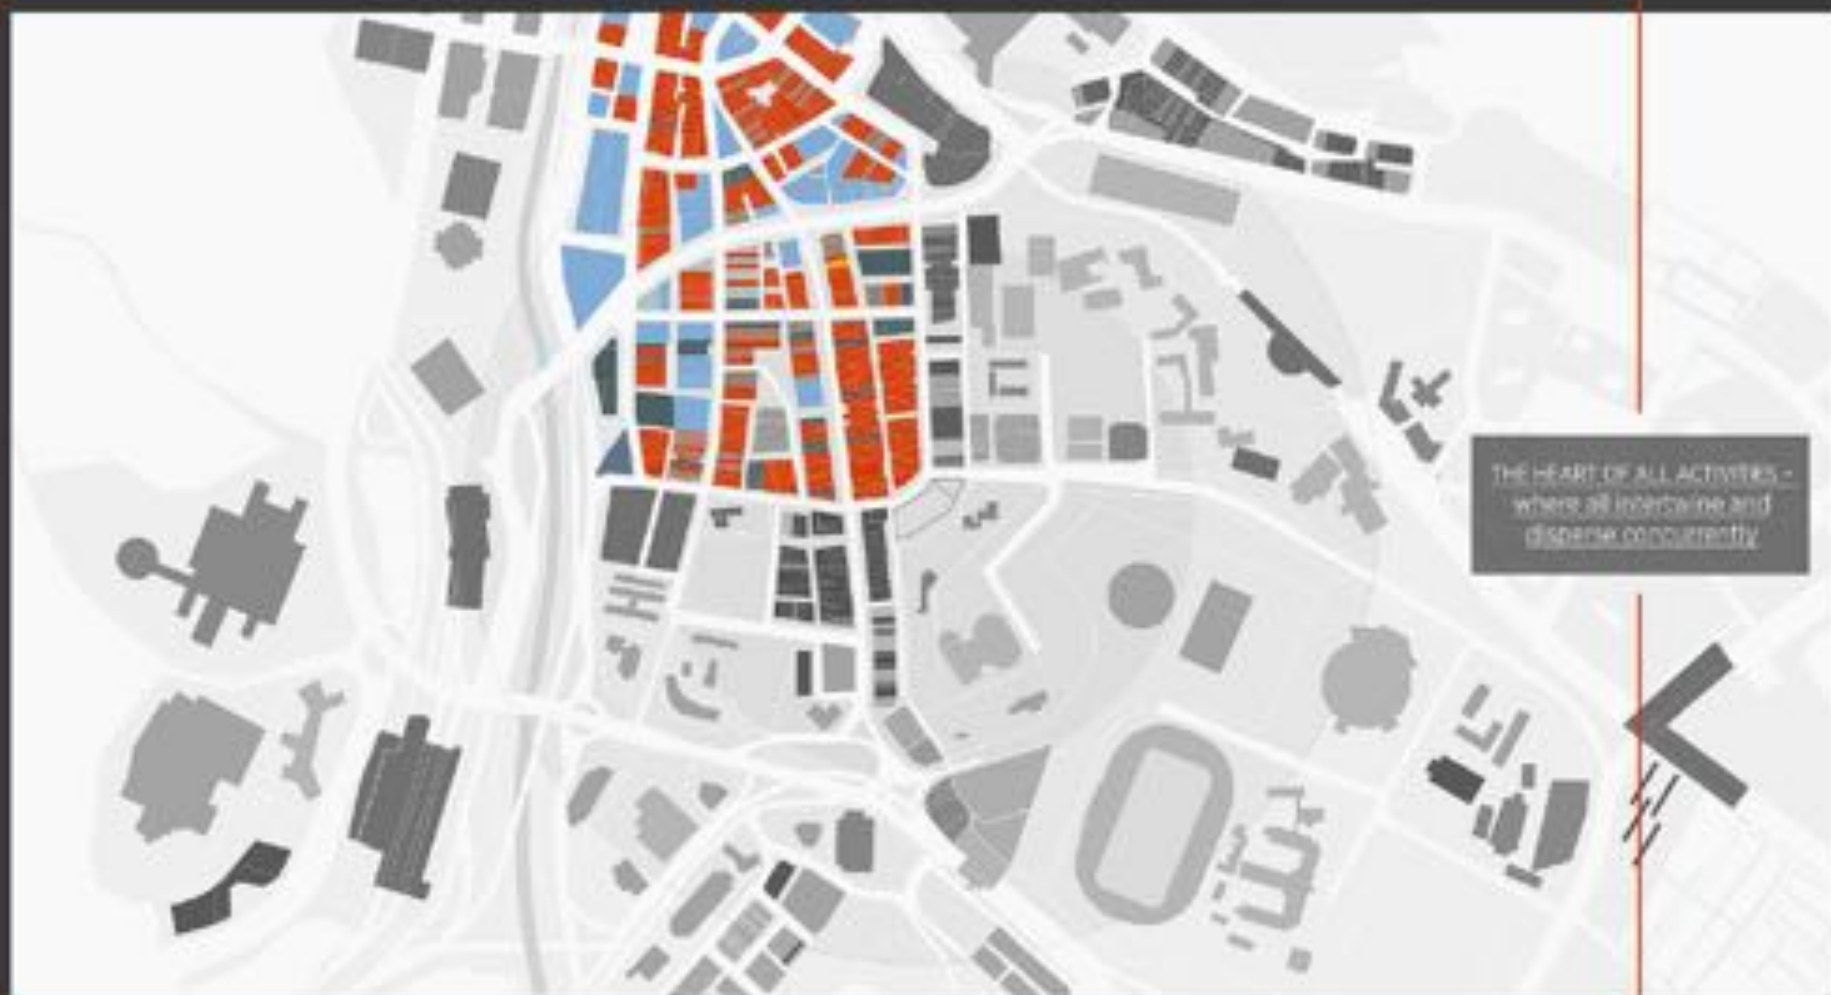 THE HEART OF ALL ACTIVITIES -
where all intertwine and
disperse concurrently